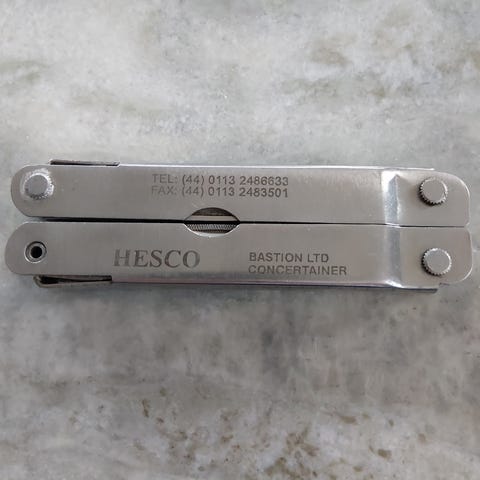 TEL: (44) 0113 2486633
FAX: (44) 0113 2483501
HESCO
BASTION LTD
CONCERTAINER